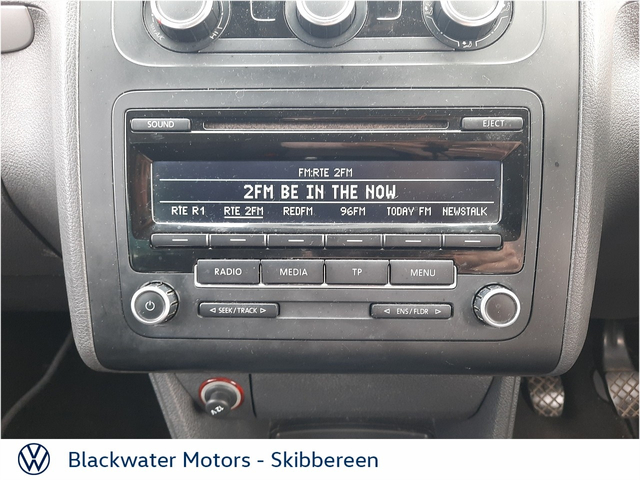 SOUND EJECT
FM:RTE 2FM
2FM BE IN THE NOW
RTE R1 RTE 2FM REDFM 96FM TODAY FM NEWSTALK
RADIO MEDIA TP MENU
◁ SEEK/TRACK ▷ ◁ ENS/FLDR ▷
Blackwater Motors - Skibbereen